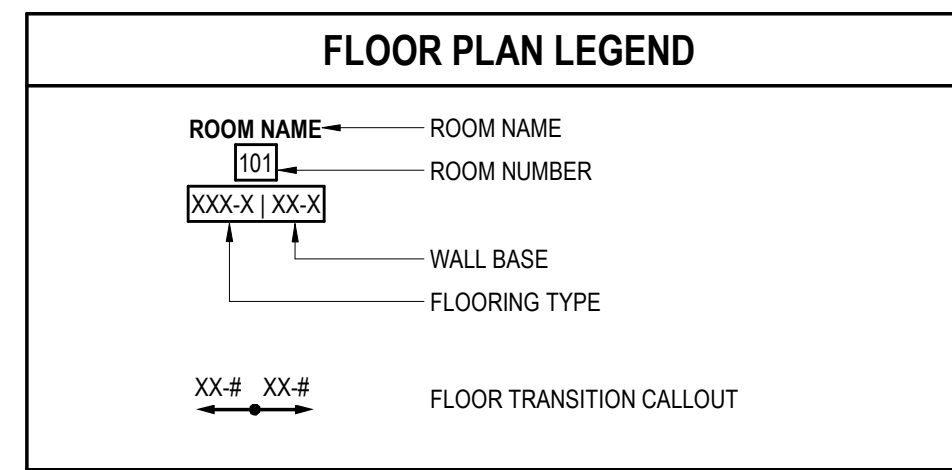 FLOOR PLAN LEGEND
ROOM NAME ROOM NAME
101 ROOM NUMBER
XXX-X | XX-X
WALL BASE
FLOORING TYPE
XX-# XX-# FLOOR TRANSITION CALLOUT